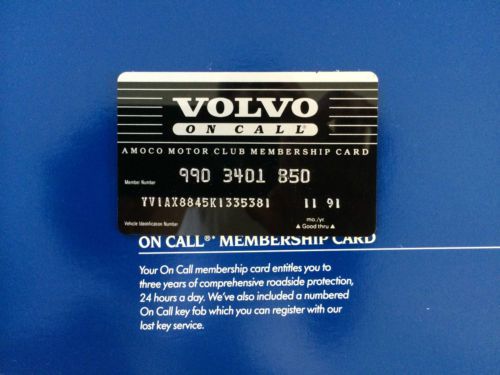 VOLVO
ON CALL
AMOCO MOTOR CLUB MEMBERSHIP CARD
Member Number 990 3401 850
YV1AX8845K1335381 11 91
Vehicle Identification Number mo./yr.
▲ Good thru ▲
ON CALL®* MEMBERSHIP CARD
Your On Call membership card entitles you to
three years of comprehensive roadside protection,
24 hours a day. We've also included a numbered
On Call key fob which you can register with our
lost key service.